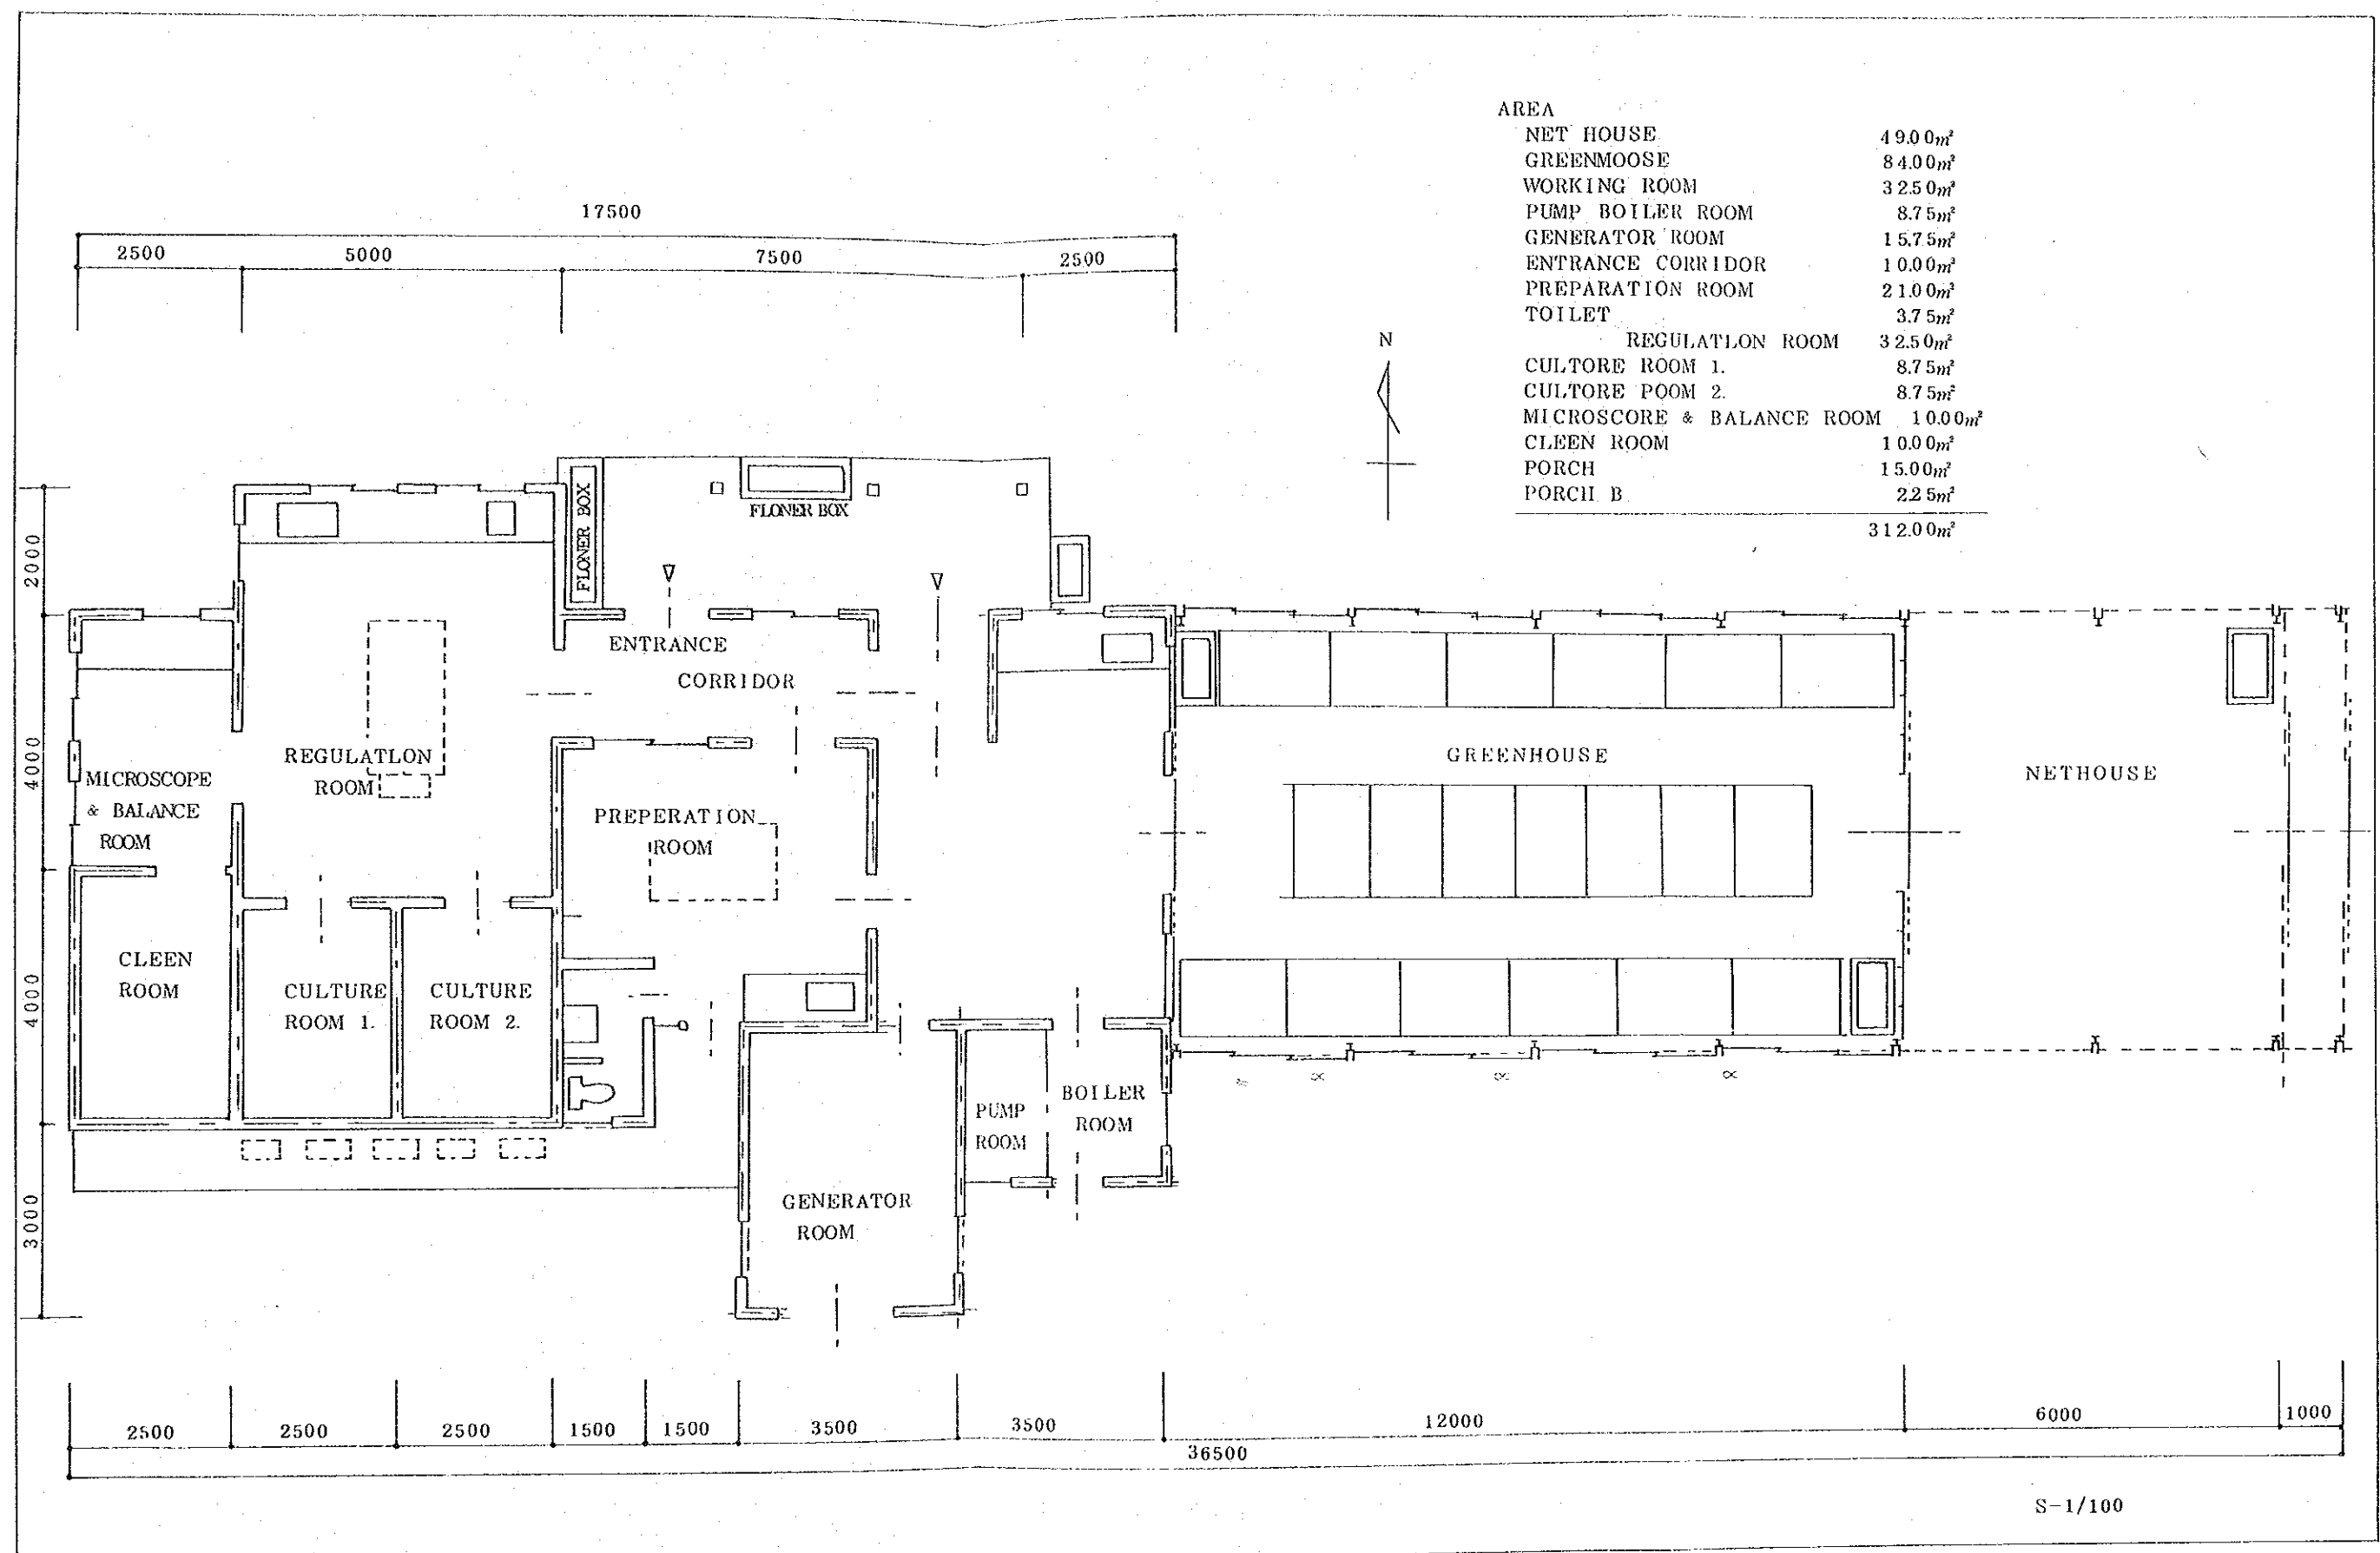 AREA
NET HOUSE 49.00m²
GREENMOOSE 84.00m²
WORKING ROOM 32.50m²
PUMP BOILER ROOM 8.75m²
GENERATOR ROOM 15.75m²
ENTRANCE CORRIDOR 10.00m²
PREPARATION ROOM 21.00m²
TOILET 3.75m²
REGULATLON ROOM 32.50m²
CULTORE ROOM 1. 8.75m²
CULTORE POOM 2. 8.75m²
MICROSCORE & BALANCE ROOM 10.00m²
CLEEN ROOM 10.00m²
PORCH 15.00m²
PORCH B 2.25m²
312.00m²
17500
2500 5000 7500 2500
N
FLONER BOX
FLONER BOX
2000
4000
4000
3000
ENTRANCE
CORRIDOR
REGULATLON
ROOM
MICROSCOPE
& BALANCE
ROOM
PREPERATION
ROOM
GREENHOUSE
NETHOUSE
CLEEN
ROOM
CULTURE
ROOM 1.
CULTURE
ROOM 2.
PUMP
ROOM
BOILER
ROOM
GENERATOR
ROOM
2500 2500 2500 1500 1500 3500 3500 12000 6000 1000
36500
S-1/100